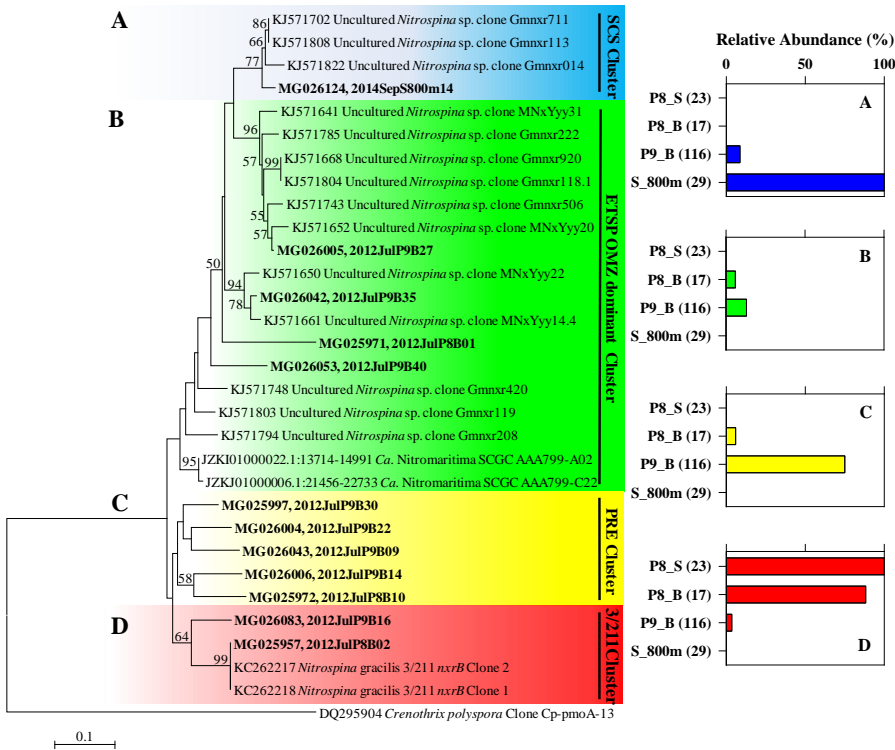 A
86
KJ571702 Uncultured Nitrospina sp. clone Gmnxr711
66
KJ571808 Uncultured Nitrospina sp. clone Gmnxr113
77
KJ571822 Uncultured Nitrospina sp. clone Gmnxr014
MG026124, 2014SepS800m14
SCS Cluster
B
KJ571641 Uncultured Nitrospina sp. clone MNxYyy31
96
KJ571785 Uncultured Nitrospina sp. clone Gmnxr222
57
99
KJ571668 Uncultured Nitrospina sp. clone Gmnxr920
KJ571804 Uncultured Nitrospina sp. clone Gmnxr118.1
KJ571743 Uncultured Nitrospina sp. clone Gmnxr506
55
KJ571652 Uncultured Nitrospina sp. clone MNxYyy20
57
MG026005, 2012JulP9B27
50
KJ571650 Uncultured Nitrospina sp. clone MNxYyy22
94
MG026042, 2012JulP9B35
78
KJ571661 Uncultured Nitrospina sp. clone MNxYyy14.4
MG025971, 2012JulP8B01
MG026053, 2012JulP9B40
KJ571748 Uncultured Nitrospina sp. clone Gmnxr420
KJ571803 Uncultured Nitrospina sp. clone Gmnxr119
KJ571794 Uncultured Nitrospina sp. clone Gmnxr208
95
JZKI01000022.1:13714-14991 Ca. Nitromaritima SCGC AAA799-A02
JZKJ01000006.1:21456-22733 Ca. Nitromaritima SCGC AAA799-C22
ETSP OMZ dominant Cluster
C
MG025997, 2012JulP9B30
MG026004, 2012JulP9B22
MG026043, 2012JulP9B09
MG026006, 2012JulP9B14
58
MG025972, 2012JulP8B10
PRE Cluster
D
MG026083, 2012JulP9B16
64
MG025957, 2012JulP8B02
99
KC262217 Nitrospina gracilis 3/211 nxrB Clone 2
KC262218 Nitrospina gracilis 3/211 nxrB Clone 1
3/211Cluster
DQ295904 Crenothrix polyspora Clone Cp-pmoA-13
0.1
Relative Abundance (%)
0 50 100
A
P8_S (23)
P8_B (17)
P9_B (116)
S_800m (29)
B
P8_S (23)
P8_B (17)
P9_B (116)
S_800m (29)
C
P8_S (23)
P8_B (17)
P9_B (116)
S_800m (29)
P8_S (23)
P8_B (17)
P9_B (116)
S_800m (29)
D